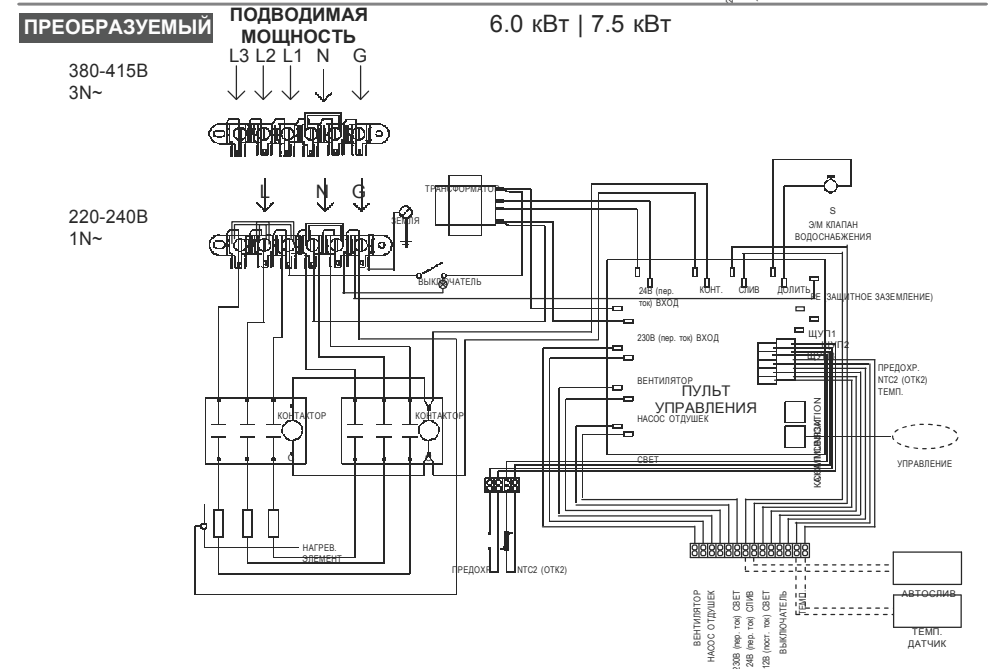 ПРЕОБРАЗУЕМЫЙ
ПОДВОДИМАЯ
МОЩНОСТЬ
6.0 кВт | 7.5 кВт
L3 L2 L1 N G
380-415В
3N~
L N G
220-240В
1N~
ЗЕМЛЯ
ТРАНСФОРМАТОР
ВЫКЛЮЧАТЕЛЬ
S
Э/М КЛАПАН
ВОДОСНАБЖЕНИЯ
24В (пер.
ток) ВХОД
КОНТ.
СЛИВ
ДОЛИТЬ
РЕ (ЗАЩИТНОЕ ЗАЗЕМЛЕНИЕ)
230В (пер. ток) ВХОД
ЩУП1
ЩУП2
ПРЕДОХР.
NTC2 (ОТК2)
ТЕМП.
ВЕНТИЛЯТОР
ПУЛЬТ
УПРАВЛЕНИЯ
НАСОС ОТДУШЕК
СВЕТ
УПРАВЛЕНИЕ
КОНТАКТОР
КОНТАКТОР
НАГРЕВ.
ЭЛЕМЕНТ
ПРЕДОХР.
NTC2 (ОТК2)
ВЕНТИЛЯТОР
НАСОС ОТДУШЕК
230В (пер. ток) СВЕТ
24В (пер. ток) СЛИВ
12В (пост. ток) СВЕТ
ВЫКЛЮЧАТЕЛЬ
ТЕМП.
АВТОСЛИВ
ТЕМП.
ДАТЧИК